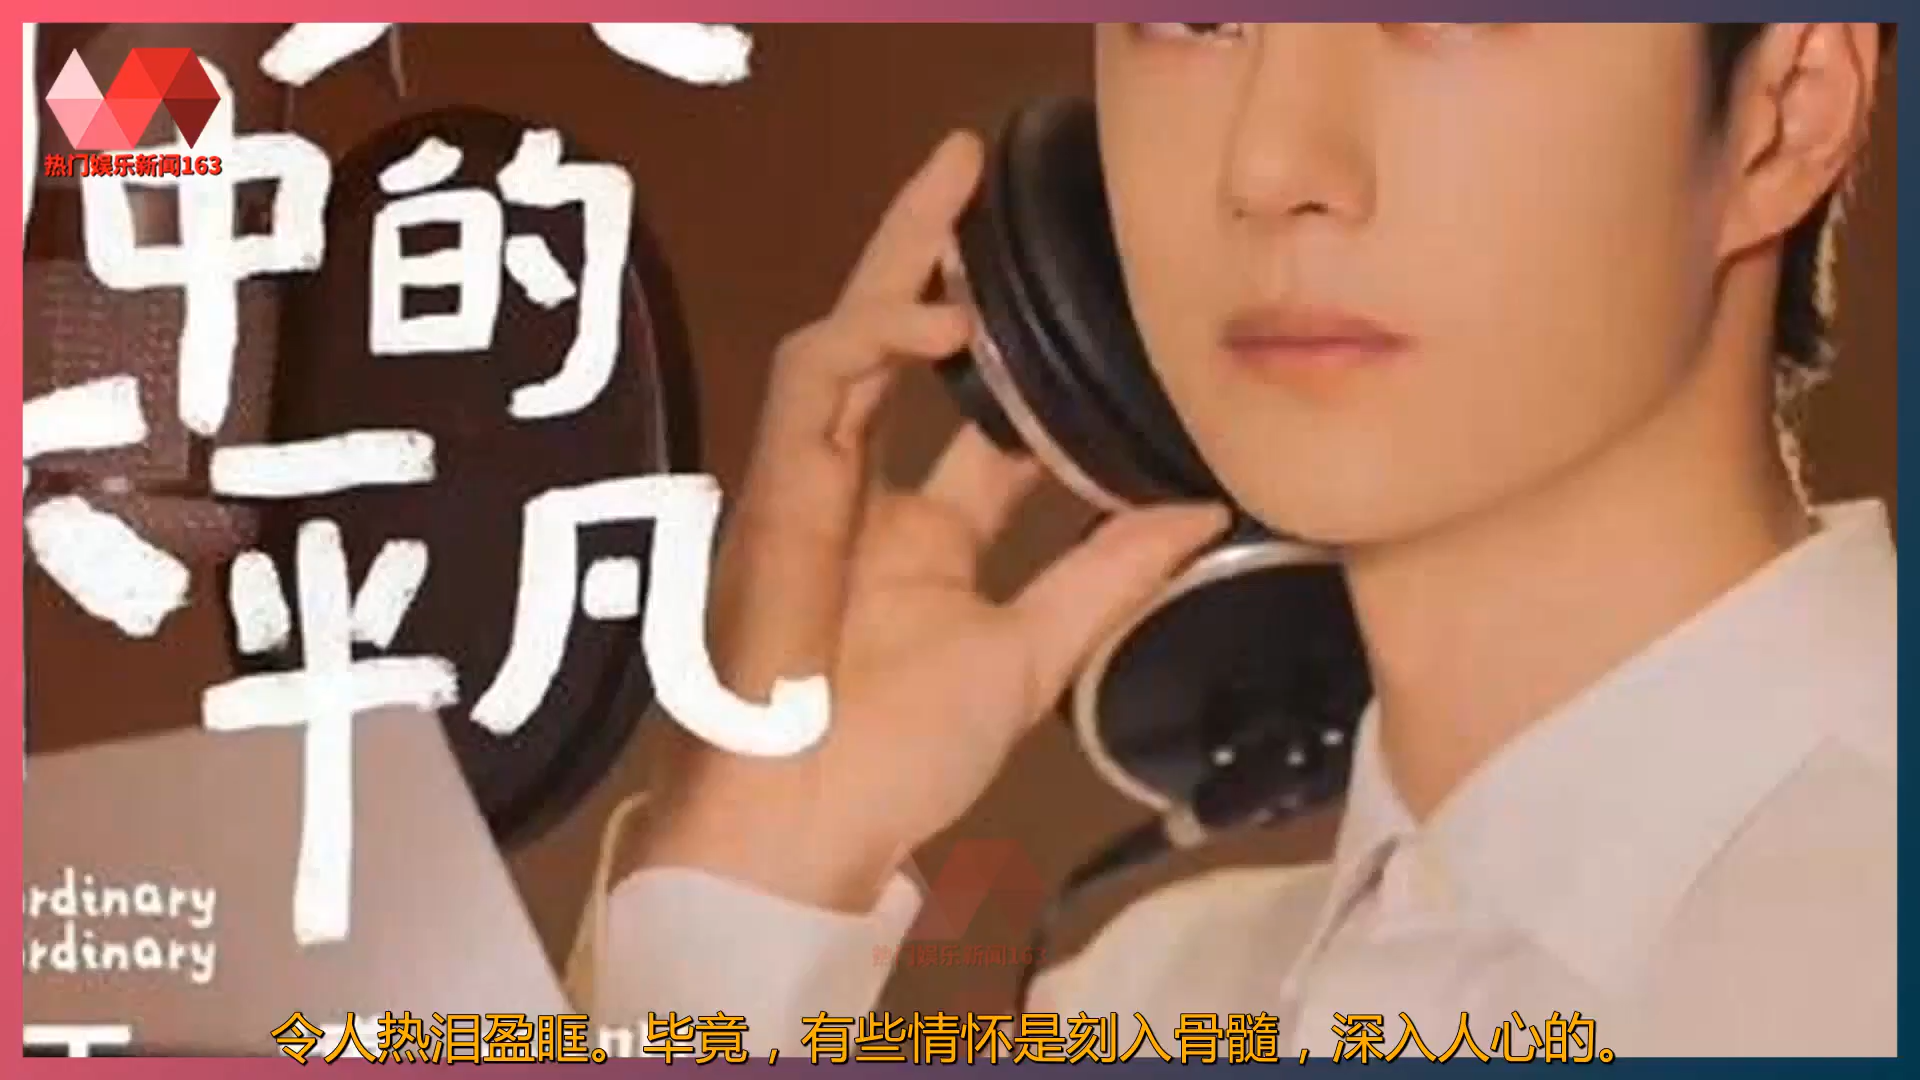 热门娱乐新闻163
中的
平凡
rdinary
rdinary
热门娱乐新闻163
令人热泪盈眶。毕竟，有些情怀是刻入骨髓，深入人心的。